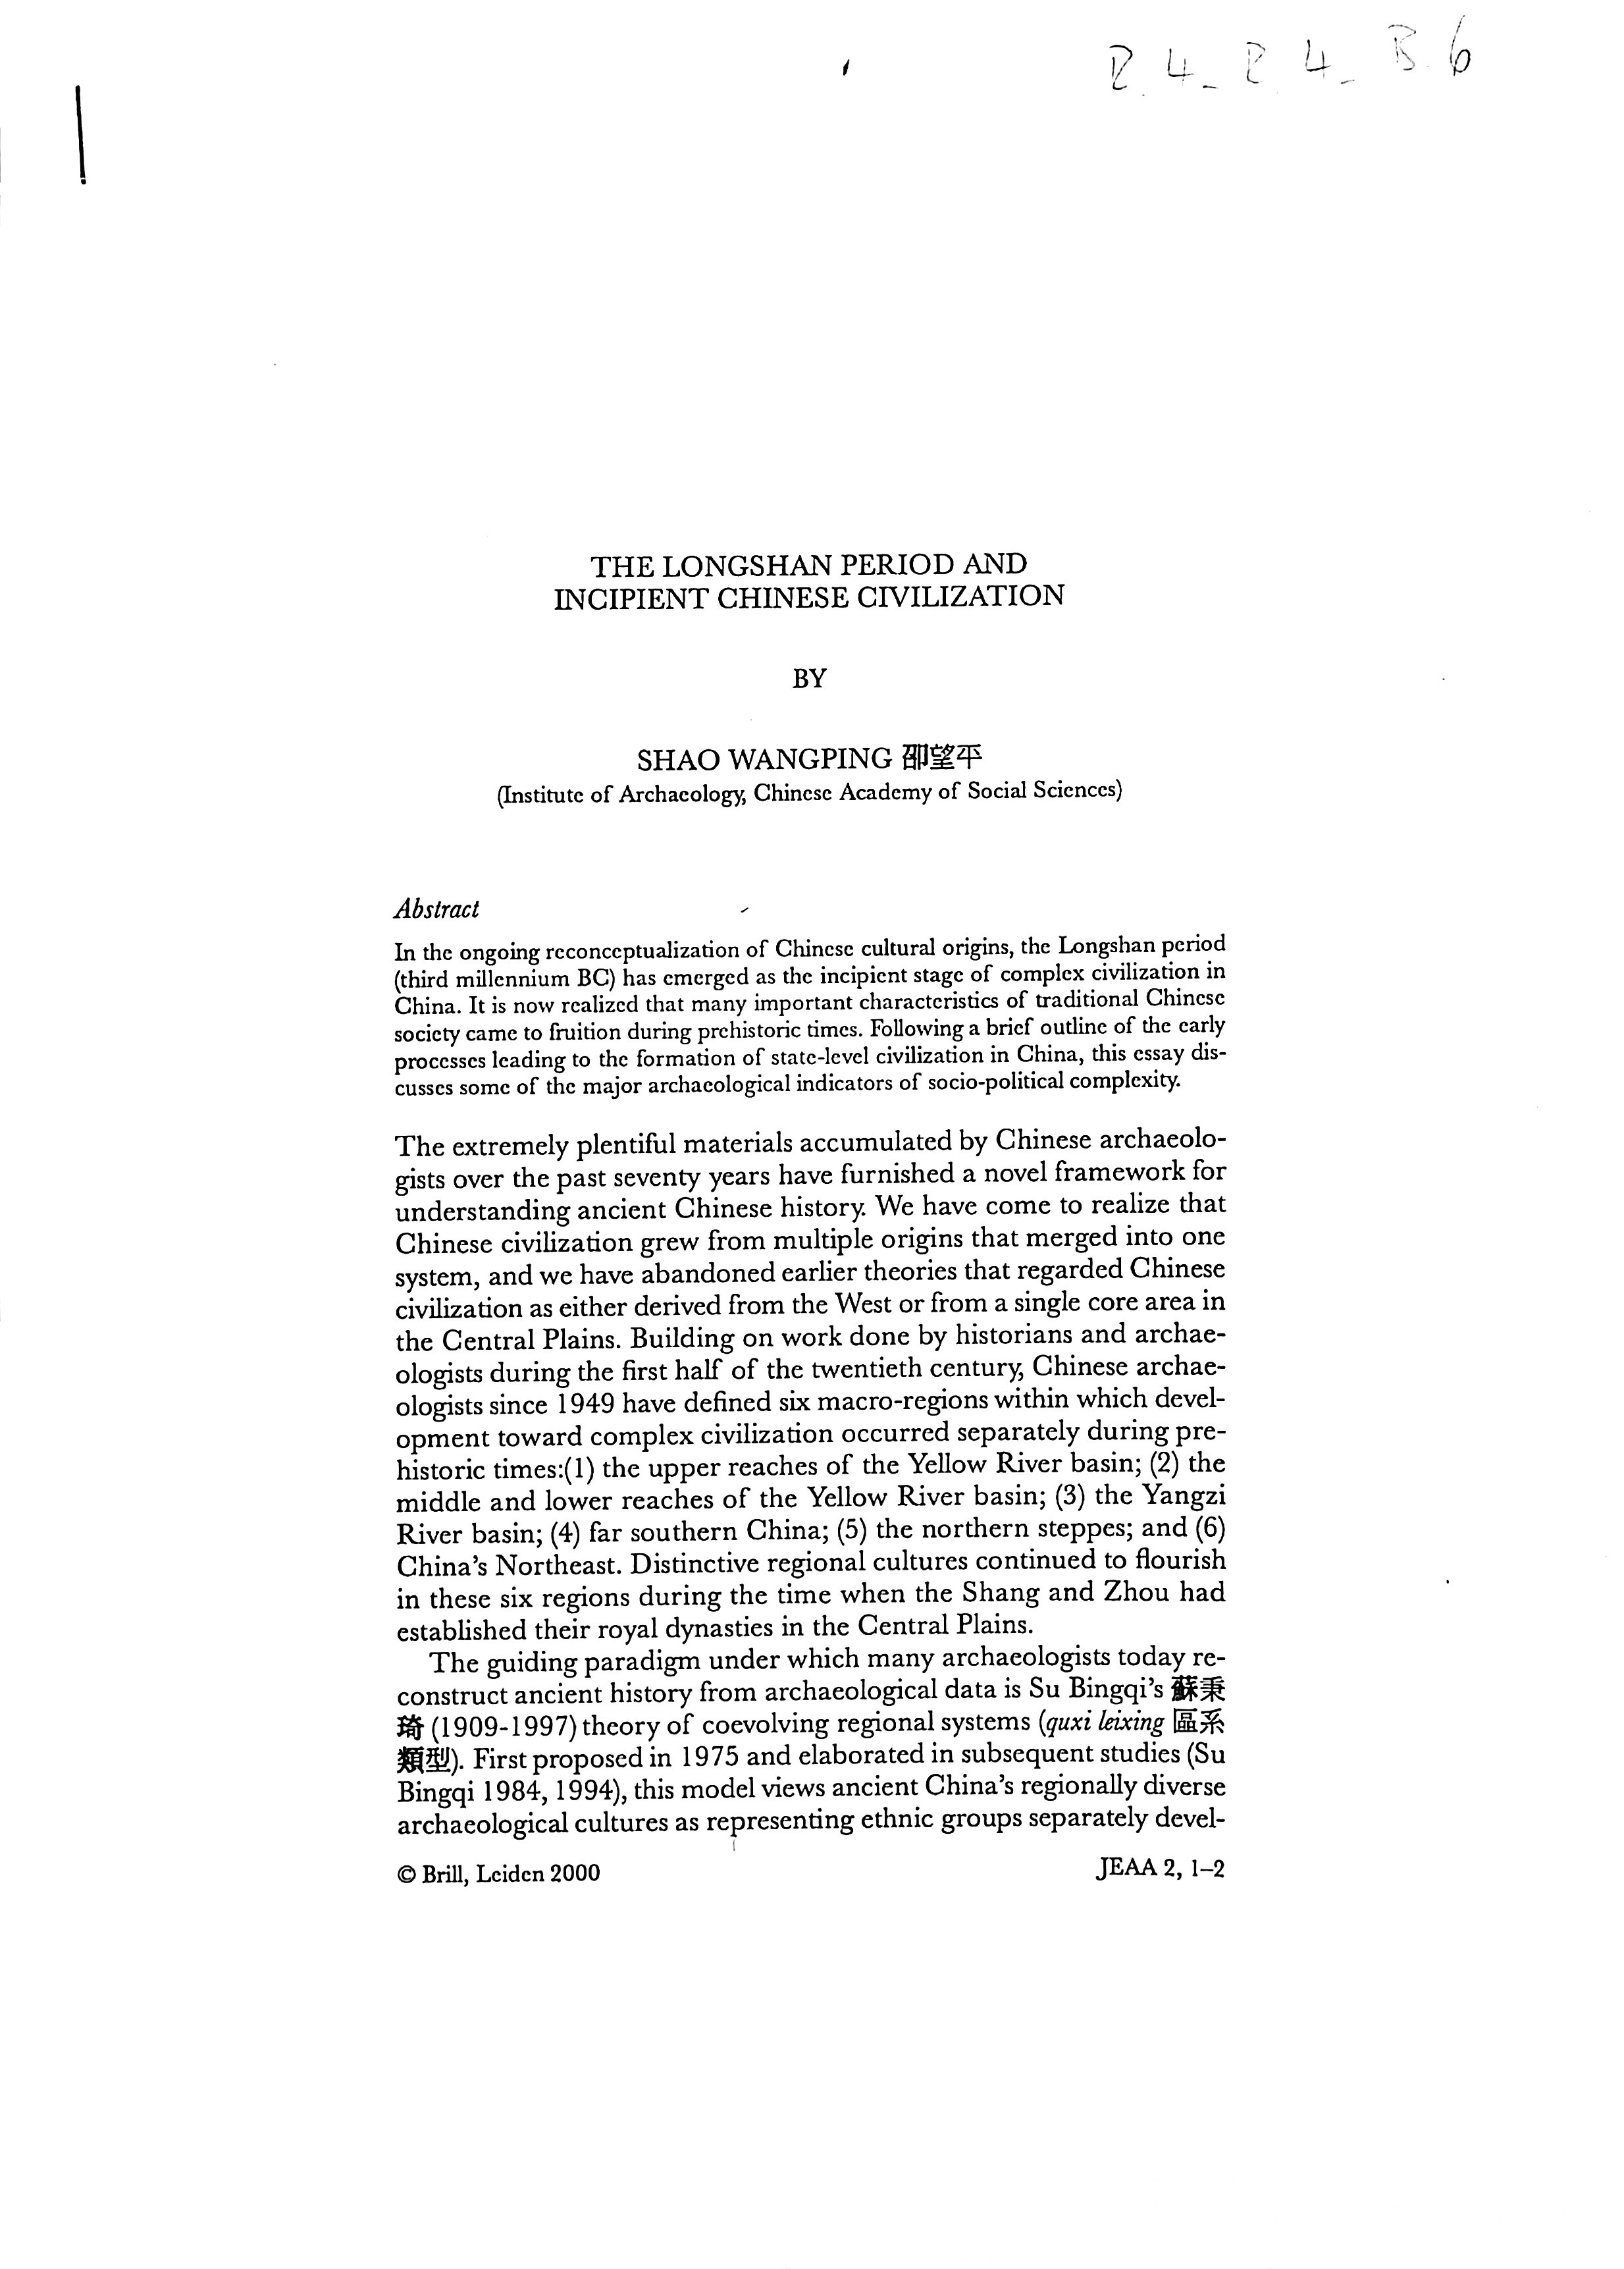 P 4_ P 4_ B 6
THE LONGSHAN PERIOD AND
INCIPIENT CHINESE CIVILIZATION
BY
SHAO WANGPING 邵望平
(Institute of Archaeology, Chinese Academy of Social Sciences)
Abstract
In the ongoing reconceptualization of Chinese cultural origins, the Longshan period
(third millennium BC) has emerged as the incipient stage of complex civilization in
China. It is now realized that many important characteristics of traditional Chinese
society came to fruition during prehistoric times. Following a brief outline of the early
processes leading to the formation of state-level civilization in China, this essay dis-
cusses some of the major archaeological indicators of socio-political complexity.
The extremely plentiful materials accumulated by Chinese archaeolo-
gists over the past seventy years have furnished a novel framework for
understanding ancient Chinese history. We have come to realize that
Chinese civilization grew from multiple origins that merged into one
system, and we have abandoned earlier theories that regarded Chinese
civilization as either derived from the West or from a single core area in
the Central Plains. Building on work done by historians and archae-
ologists during the first half of the twentieth century, Chinese archae-
ologists since 1949 have defined six macro-regions within which devel-
opment toward complex civilization occurred separately during pre-
historic times:(1) the upper reaches of the Yellow River basin; (2) the
middle and lower reaches of the Yellow River basin; (3) the Yangzi
River basin; (4) far southern China; (5) the northern steppes; and (6)
China's Northeast. Distinctive regional cultures continued to flourish
in these six regions during the time when the Shang and Zhou had
established their royal dynasties in the Central Plains.
The guiding paradigm under which many archaeologists today re-
construct ancient history from archaeological data is Su Bingqi's 蘇秉
琦 (1909-1997) theory of coevolving regional systems (quxi leixing 區系
類型). First proposed in 1975 and elaborated in subsequent studies (Su
Bingqi 1984, 1994), this model views ancient China's regionally diverse
archaeological cultures as representing ethnic groups separately devel-
© Brill, Leiden 2000
JEAA 2, 1–2